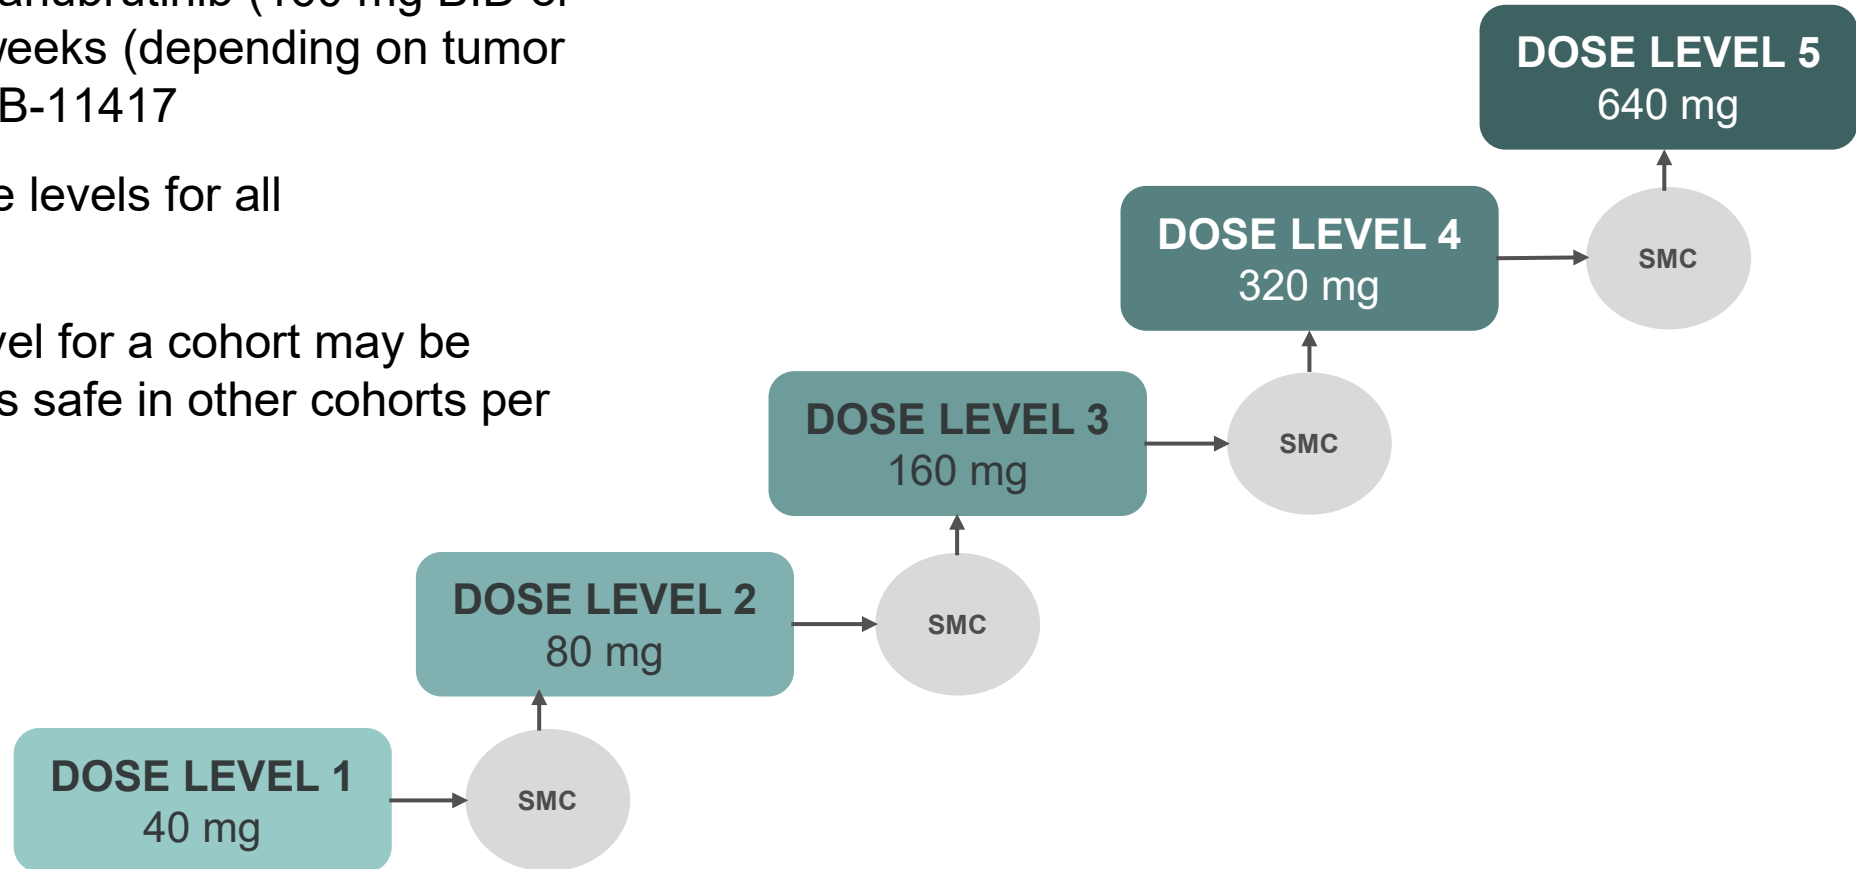 weeks (depending on tumor
B-11417
levels for all
for a cohort may be
safe in other cohorts per
DOSE LEVEL 5
640 mg
SMC
DOSE LEVEL 4
320 mg
SMC
DOSE LEVEL 3
160 mg
SMC
DOSE LEVEL 2
80 mg
SMC
DOSE LEVEL 1
40 mg